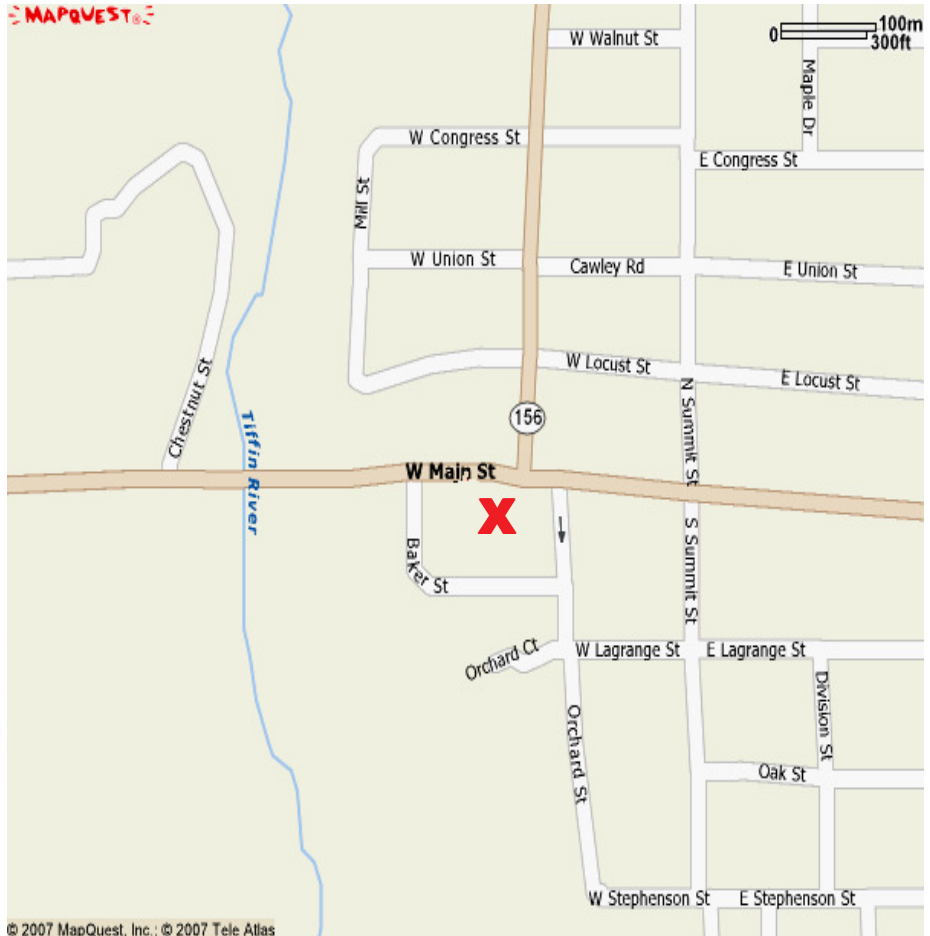 MAPQUEST®
100m
0
300ft
W Walnut St
Maple Dr
W Congress St
E Congress St
Mill St
W Union St
Cawley Rd
E Union St
W Locust St
E Locust St
Chestnut St
N Summit St
156
Tiffin River
W Main St
X
S Summit St
Baker St
Orchard Ct
W Lagrange St
E Lagrange St
Division St
Orchard St
Oak St
W Stephenson St
E Stephenson St
© 2007 MapQuest, Inc.; © 2007 Tele Atlas